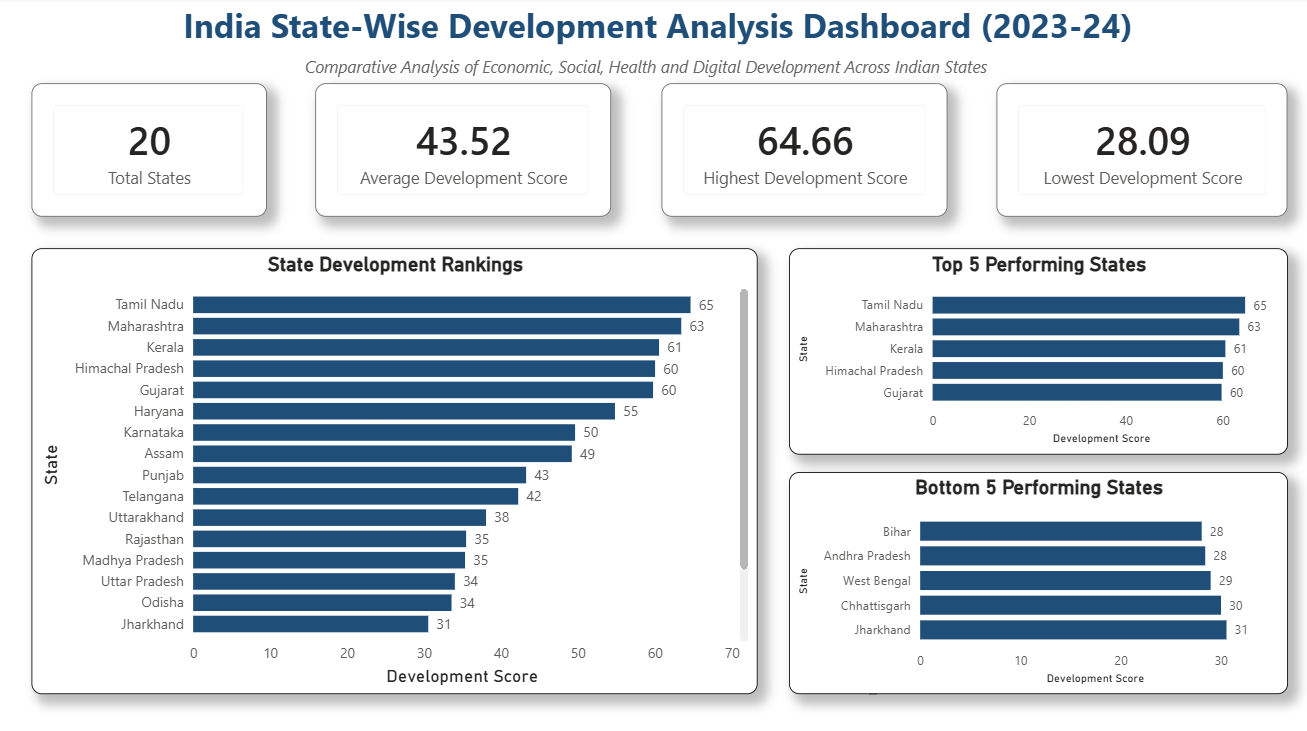 India State-Wise Development Analysis Dashboard (2023-24)
Comparative Analysis of Economic, Social, Health and Digital Development Across Indian States
20
Total States
43.52
Average Development Score
64.66
Highest Development Score
28.09
Lowest Development Score
State Development Rankings
State
Tamil Nadu 65
Maharashtra 63
Kerala 61
Himachal Pradesh 60
Gujarat 60
Haryana 55
Karnataka 50
Assam 49
Punjab 43
Telangana 42
Uttarakhand 38
Rajasthan 35
Madhya Pradesh 35
Uttar Pradesh 34
Odisha 34
Jharkhand 31
0 10 20 30 40 50 60 70
Development Score
Top 5 Performing States
State
Tamil Nadu 65
Maharashtra 63
Kerala 61
Himachal Pradesh 60
Gujarat 60
0 20 40 60
Development Score
Bottom 5 Performing States
State
Bihar 28
Andhra Pradesh 28
West Bengal 29
Chhattisgarh 30
Jharkhand 31
0 10 20 30
Development Score